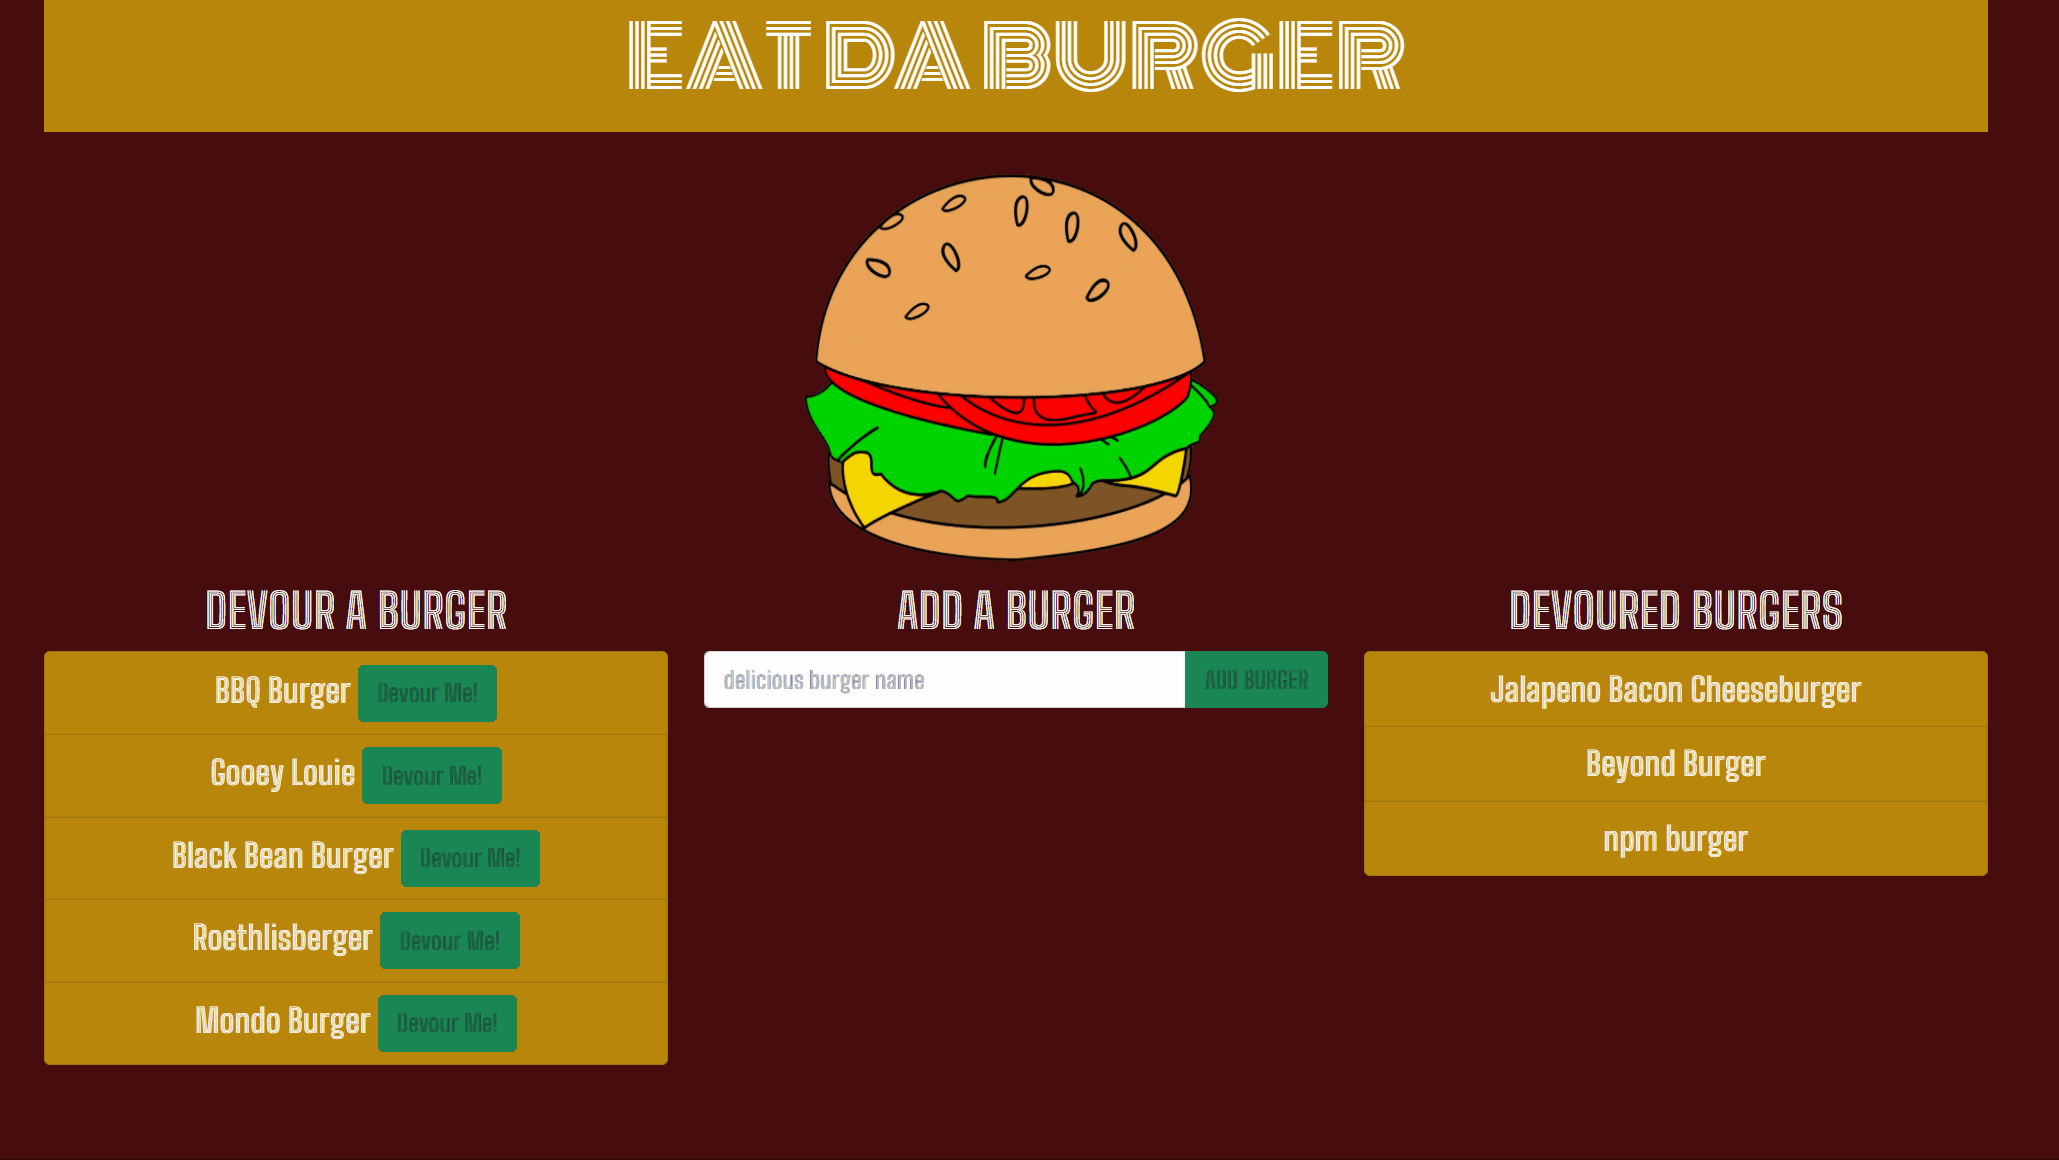 EAT DA BURGER
DEVOUR A BURGER
BBQ Burger Devour Me!
Gooey Louie Devour Me!
Black Bean Burger Devour Me!
Roethlisberger Devour Me!
Mondo Burger Devour Me!
ADD A BURGER
delicious burger name ADD BURGER
DEVOURED BURGERS
Jalapeno Bacon Cheeseburger
Beyond Burger
npm burger